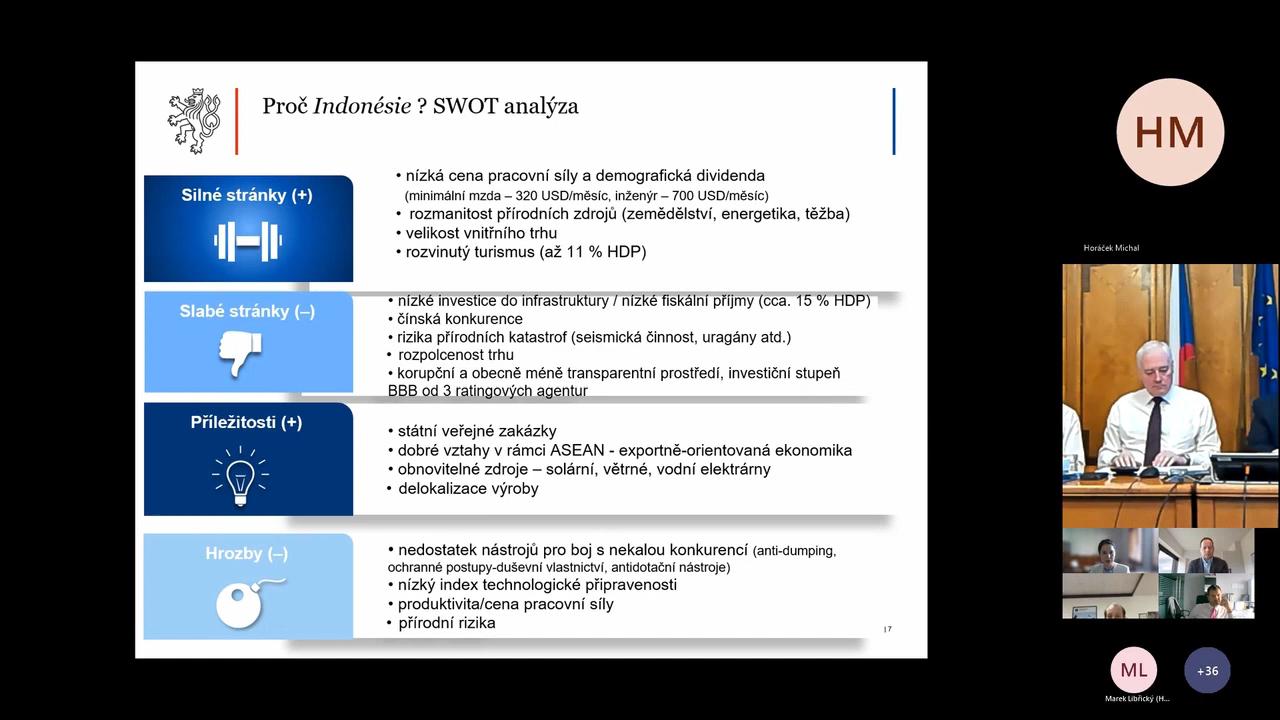 Proč Indonésie ? SWOT analýza
Silné stránky (+)
• nízká cena pracovní síly a demografická dividenda
(minimální mzda – 320 USD/měsíc, inženýr – 700 USD/měsíc)
• rozmanitost přírodních zdrojů (zemědělství, energetika, těžba)
• velikost vnitřního trhu
• rozvinutý turismus (až 11 % HDP)
Slabé stránky (–)
• nízké investice do infrastruktury / nízké fiskální příjmy (cca. 15 % HDP)
• čínská konkurence
• rizika přírodních katastrof (seismická činnost, uragány atd.)
• rozpolcenost trhu
• korupční a obecně méně transparentní prostředí, investiční stupeň
BBB od 3 ratingových agentur
Příležitosti (+)
• státní veřejné zakázky
• dobré vztahy v rámci ASEAN - exportně-orientovaná ekonomika
• obnovitelné zdroje – solární, větrné, vodní elektrárny
• delokalizace výroby
Hrozby (–)
• nedostatek nástrojů pro boj s nekalou konkurencí (anti-dumping,
ochranné postupy-duševní vlastnictví, antidotační nástroje)
• nízký index technologické připravenosti
• produktivita/cena pracovní síly
• přírodní rizika
| 7
HM
Horáček Michal
ML
+36
Marek Libřický (H...